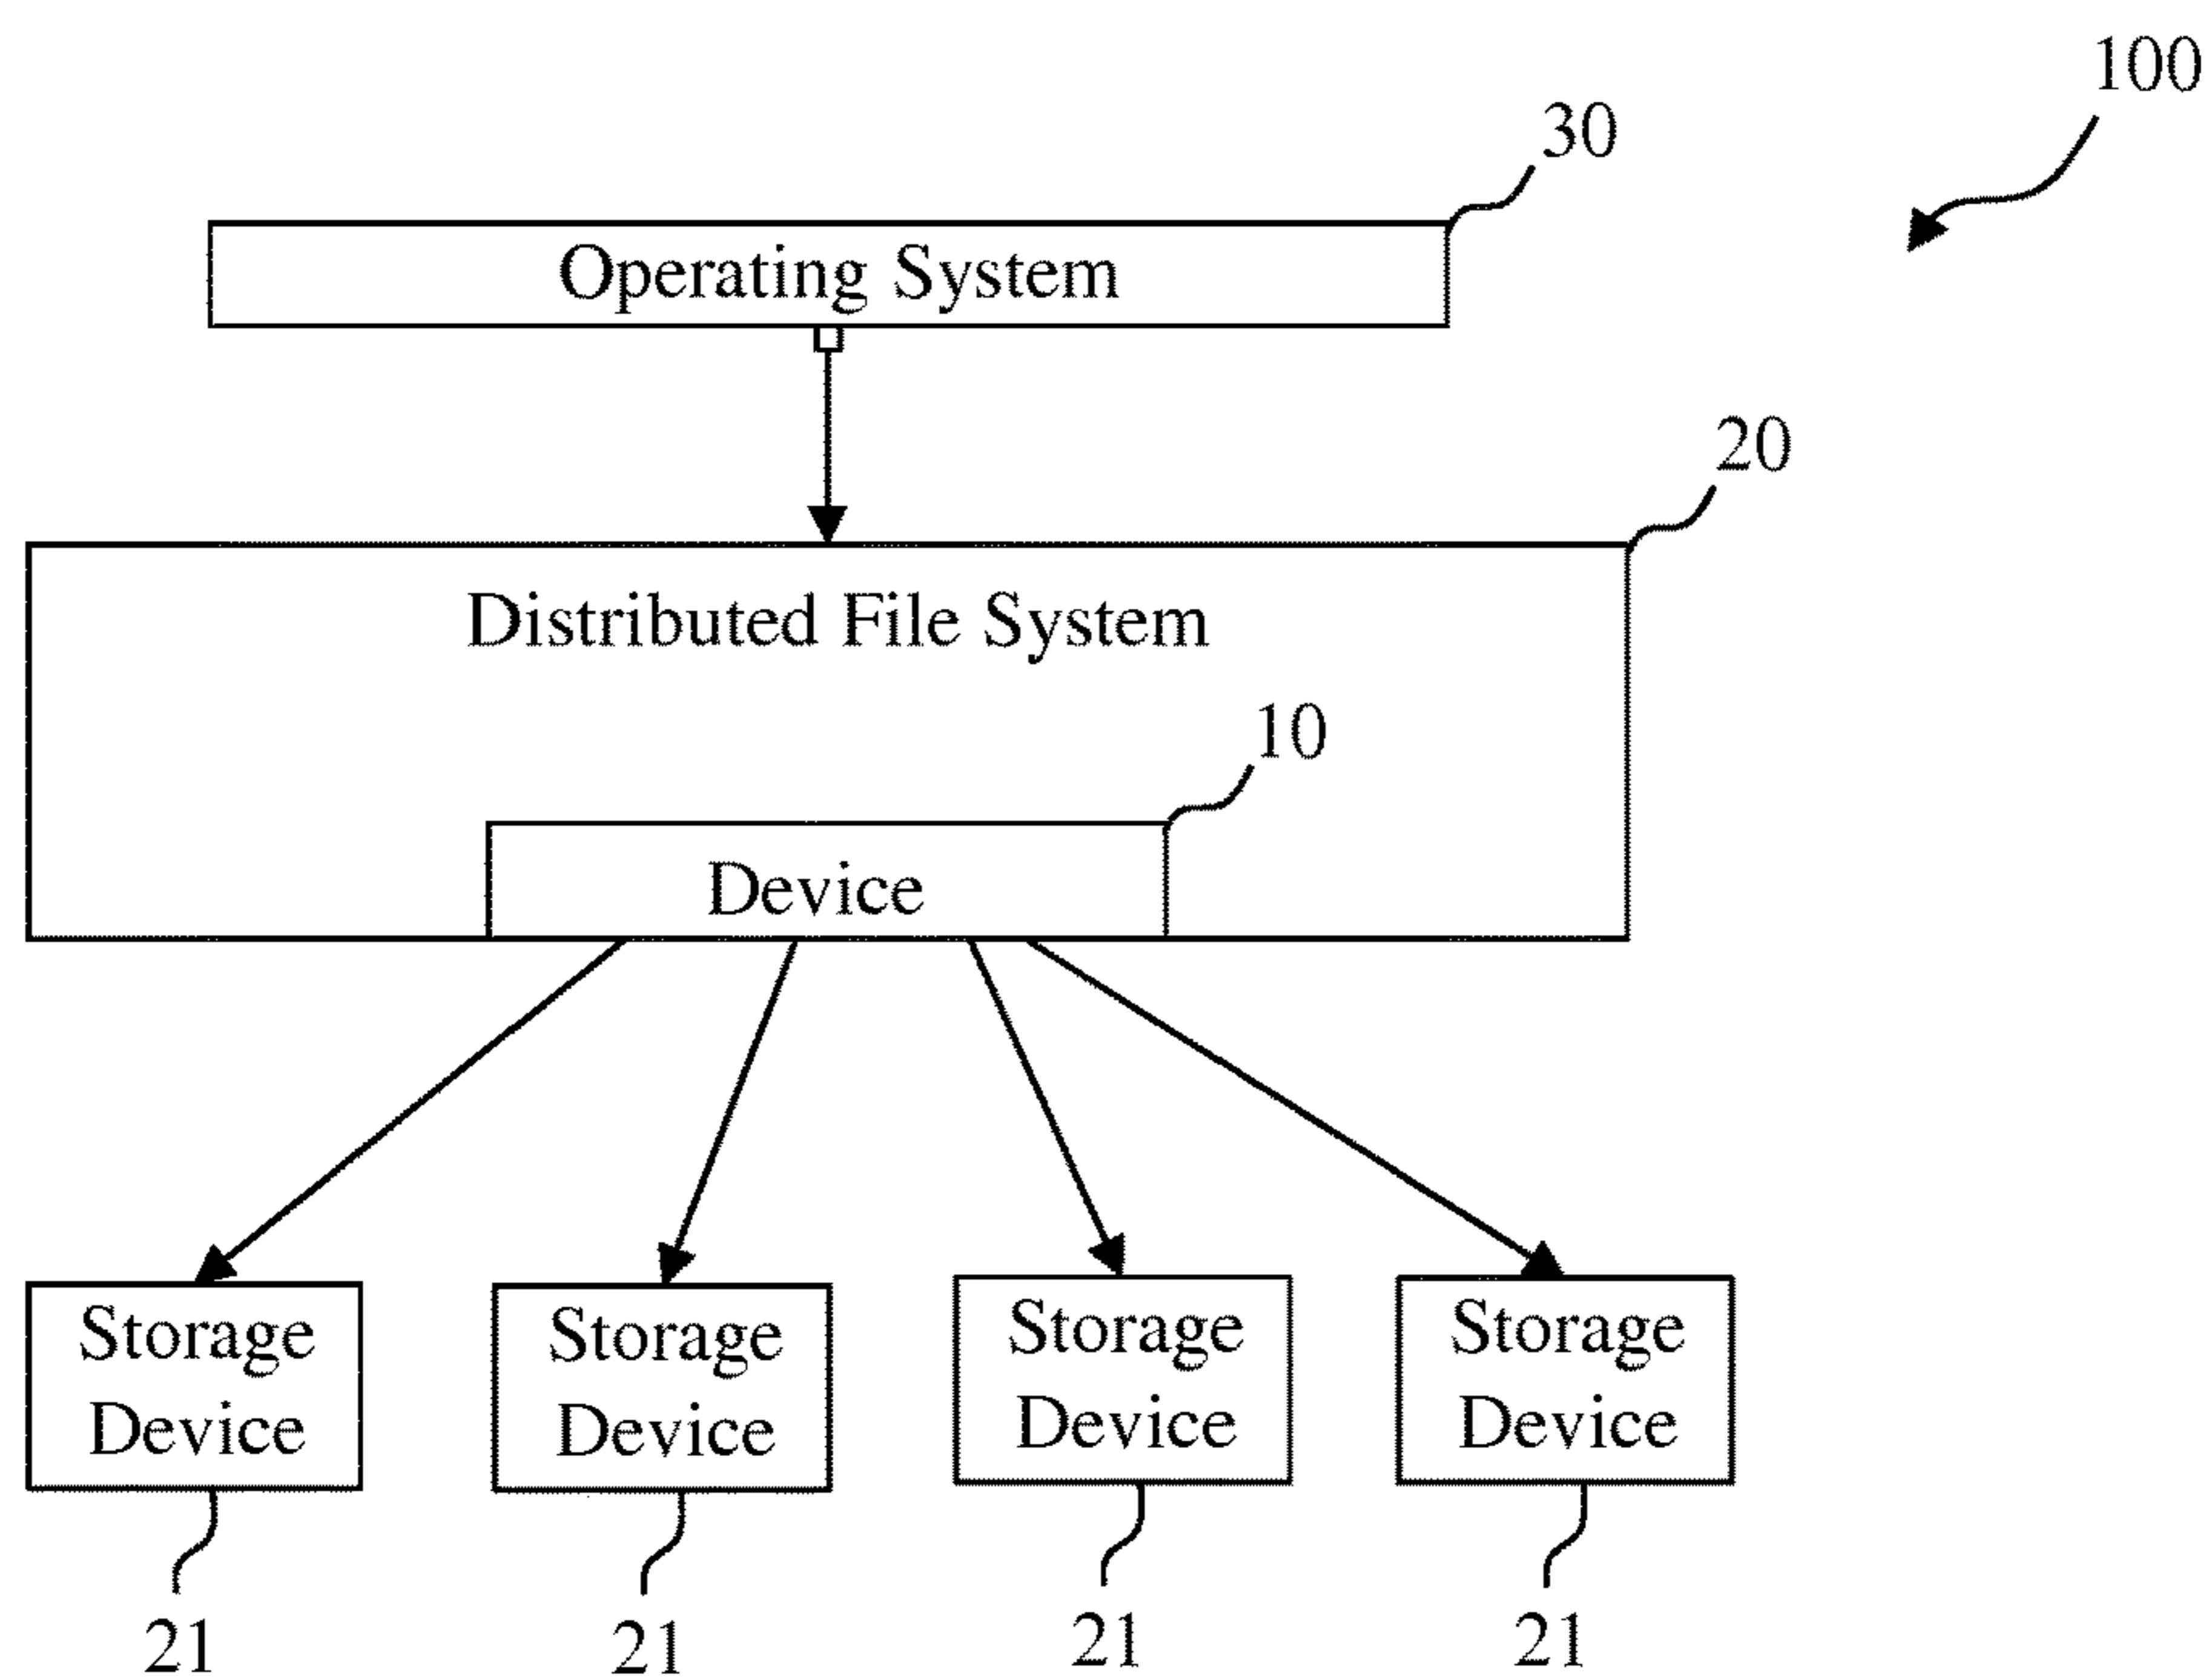 100
30
Operating System
20
Distributed File System
10
Device
Storage
Device
Storage
Device
Storage
Device
Storage
Device
21
21
21
21